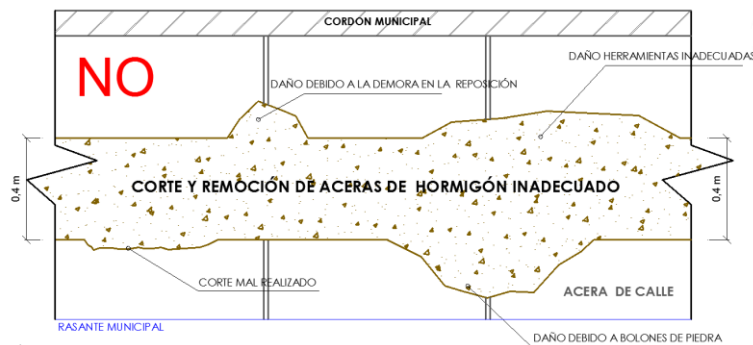 CORDON MUNICIPAL
NO
DAÑO HERRAMIENTAS INADECUADAS
DAÑO DEBIDO A LA DEMORA EN LA REPOSICIÓN
0,4 m
CORTE Y REMOCIÓN DE ACERAS DE HORMIGÓN INADECUADO
0,4 m
CORTE MAL REALIZADO
ACERA DE CALLE
RASANTE MUNICIPAL
DAÑO DEBIDO A BOLONES DE PIEDRA